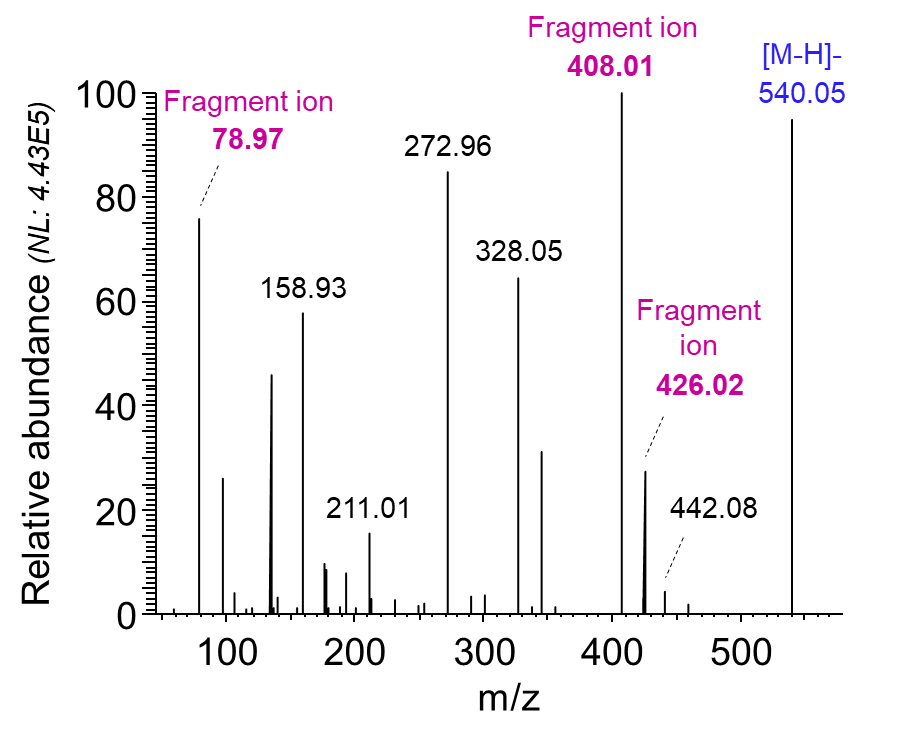 Fragment ion
408.01
[M-H]-
540.05
Fragment ion
78.97
272.96
328.05
158.93
Fragment
ion
426.02
211.01
442.08
Relative abundance (NL: 4.43E5)
100
80
60
40
20
0
100 200 300 400 500
m/z